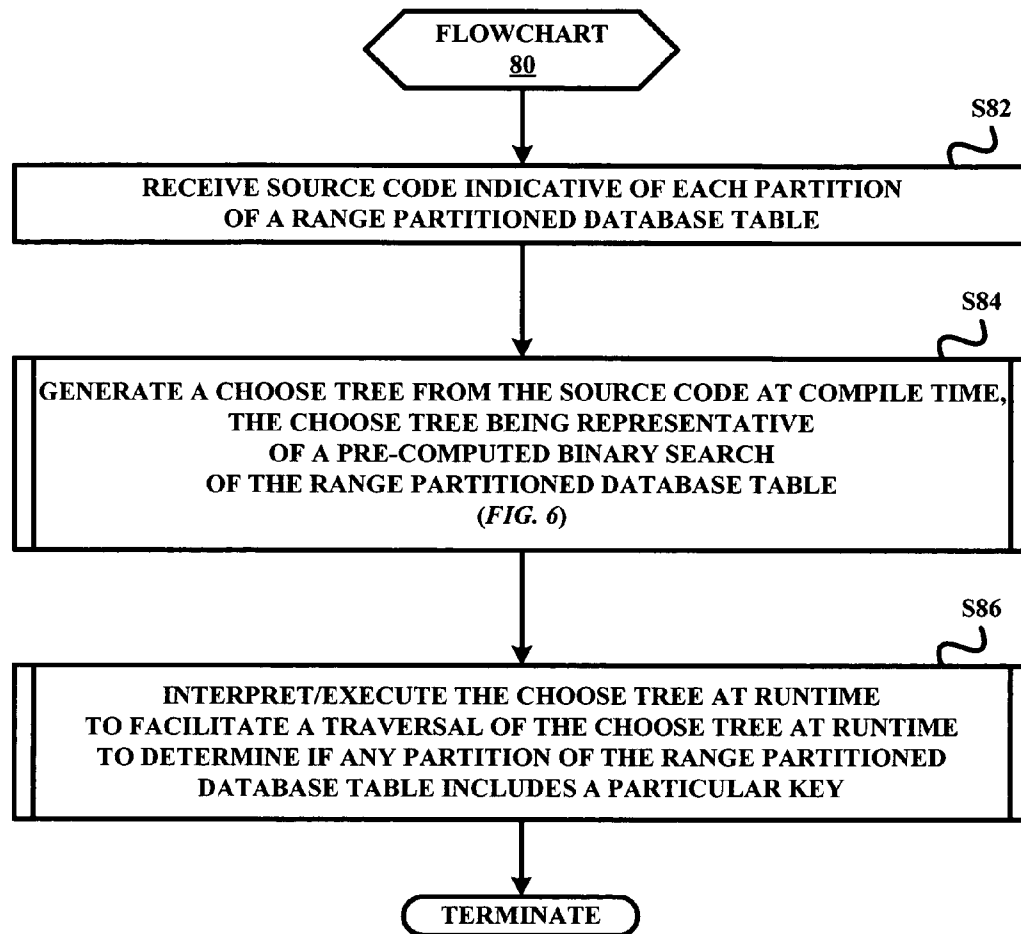 FLOWCHART
80
S82
RECEIVE SOURCE CODE INDICATIVE OF EACH PARTITION
OF A RANGE PARTITIONED DATABASE TABLE
S84
GENERATE A CHOOSE TREE FROM THE SOURCE CODE AT COMPILE TIME,
THE CHOOSE TREE BEING REPRESENTATIVE
OF A PRE-COMPUTED BINARY SEARCH
OF THE RANGE PARTITIONED DATABASE TABLE
(FIG. 6)
S86
INTERPRET/EXECUTE THE CHOOSE TREE AT RUNTIME
TO FACILITATE A TRAVERSAL OF THE CHOOSE TREE AT RUNTIME
TO DETERMINE IF ANY PARTITION OF THE RANGE PARTITIONED
DATABASE TABLE INCLUDES A PARTICULAR KEY
TERMINATE